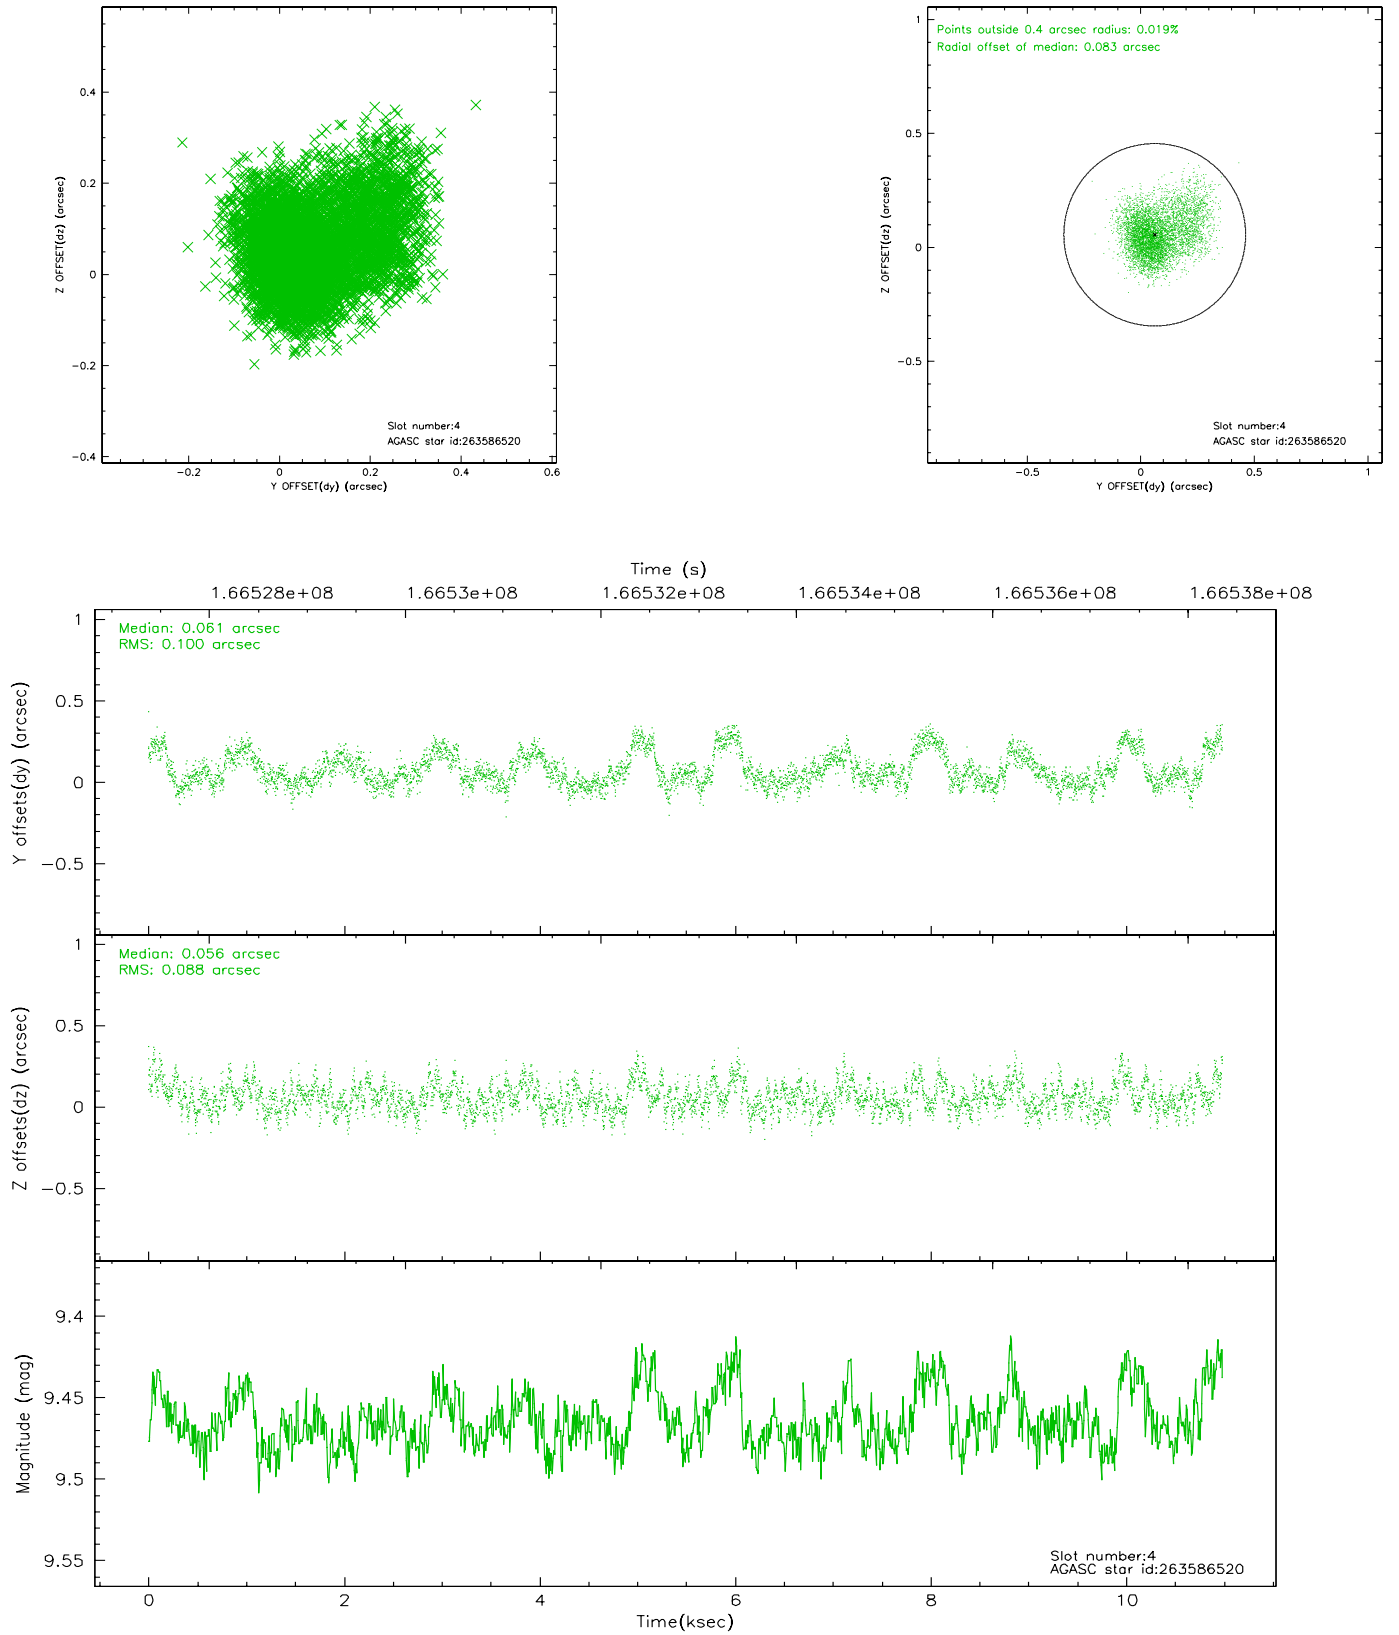 0.4
0.2
0
−0.2
−0.4
Z OFFSET(dz) (arcsec)
−0.2
0
0.2
0.4
0.6
Y OFFSET(dy) (arcsec)
Slot number:4
AGASC star id:263586520
Points outside 0.4 arcsec radius: 0.019%
Radial offset of median: 0.083 arcsec
1
0.5
0
−0.5
Z OFFSET(dz) (arcsec)
−0.5
0
0.5
1
Y OFFSET(dy) (arcsec)
Slot number:4
AGASC star id:263586520
Time (s)
1.66528e+08
1.6653e+08
1.66532e+08
1.66534e+08
1.66536e+08
1.66538e+08
Median: 0.061 arcsec
RMS: 0.100 arcsec
1
0.5
0
−0.5
Y offsets(dy) (arcsec)
Median: 0.056 arcsec
RMS: 0.088 arcsec
1
0.5
0
−0.5
Z offsets(dz) (arcsec)
9.4
9.45
9.5
9.55
Magnitude (mag)
Slot number:4
AGASC star id:263586520
0
2
4
6
8
10
Time(ksec)